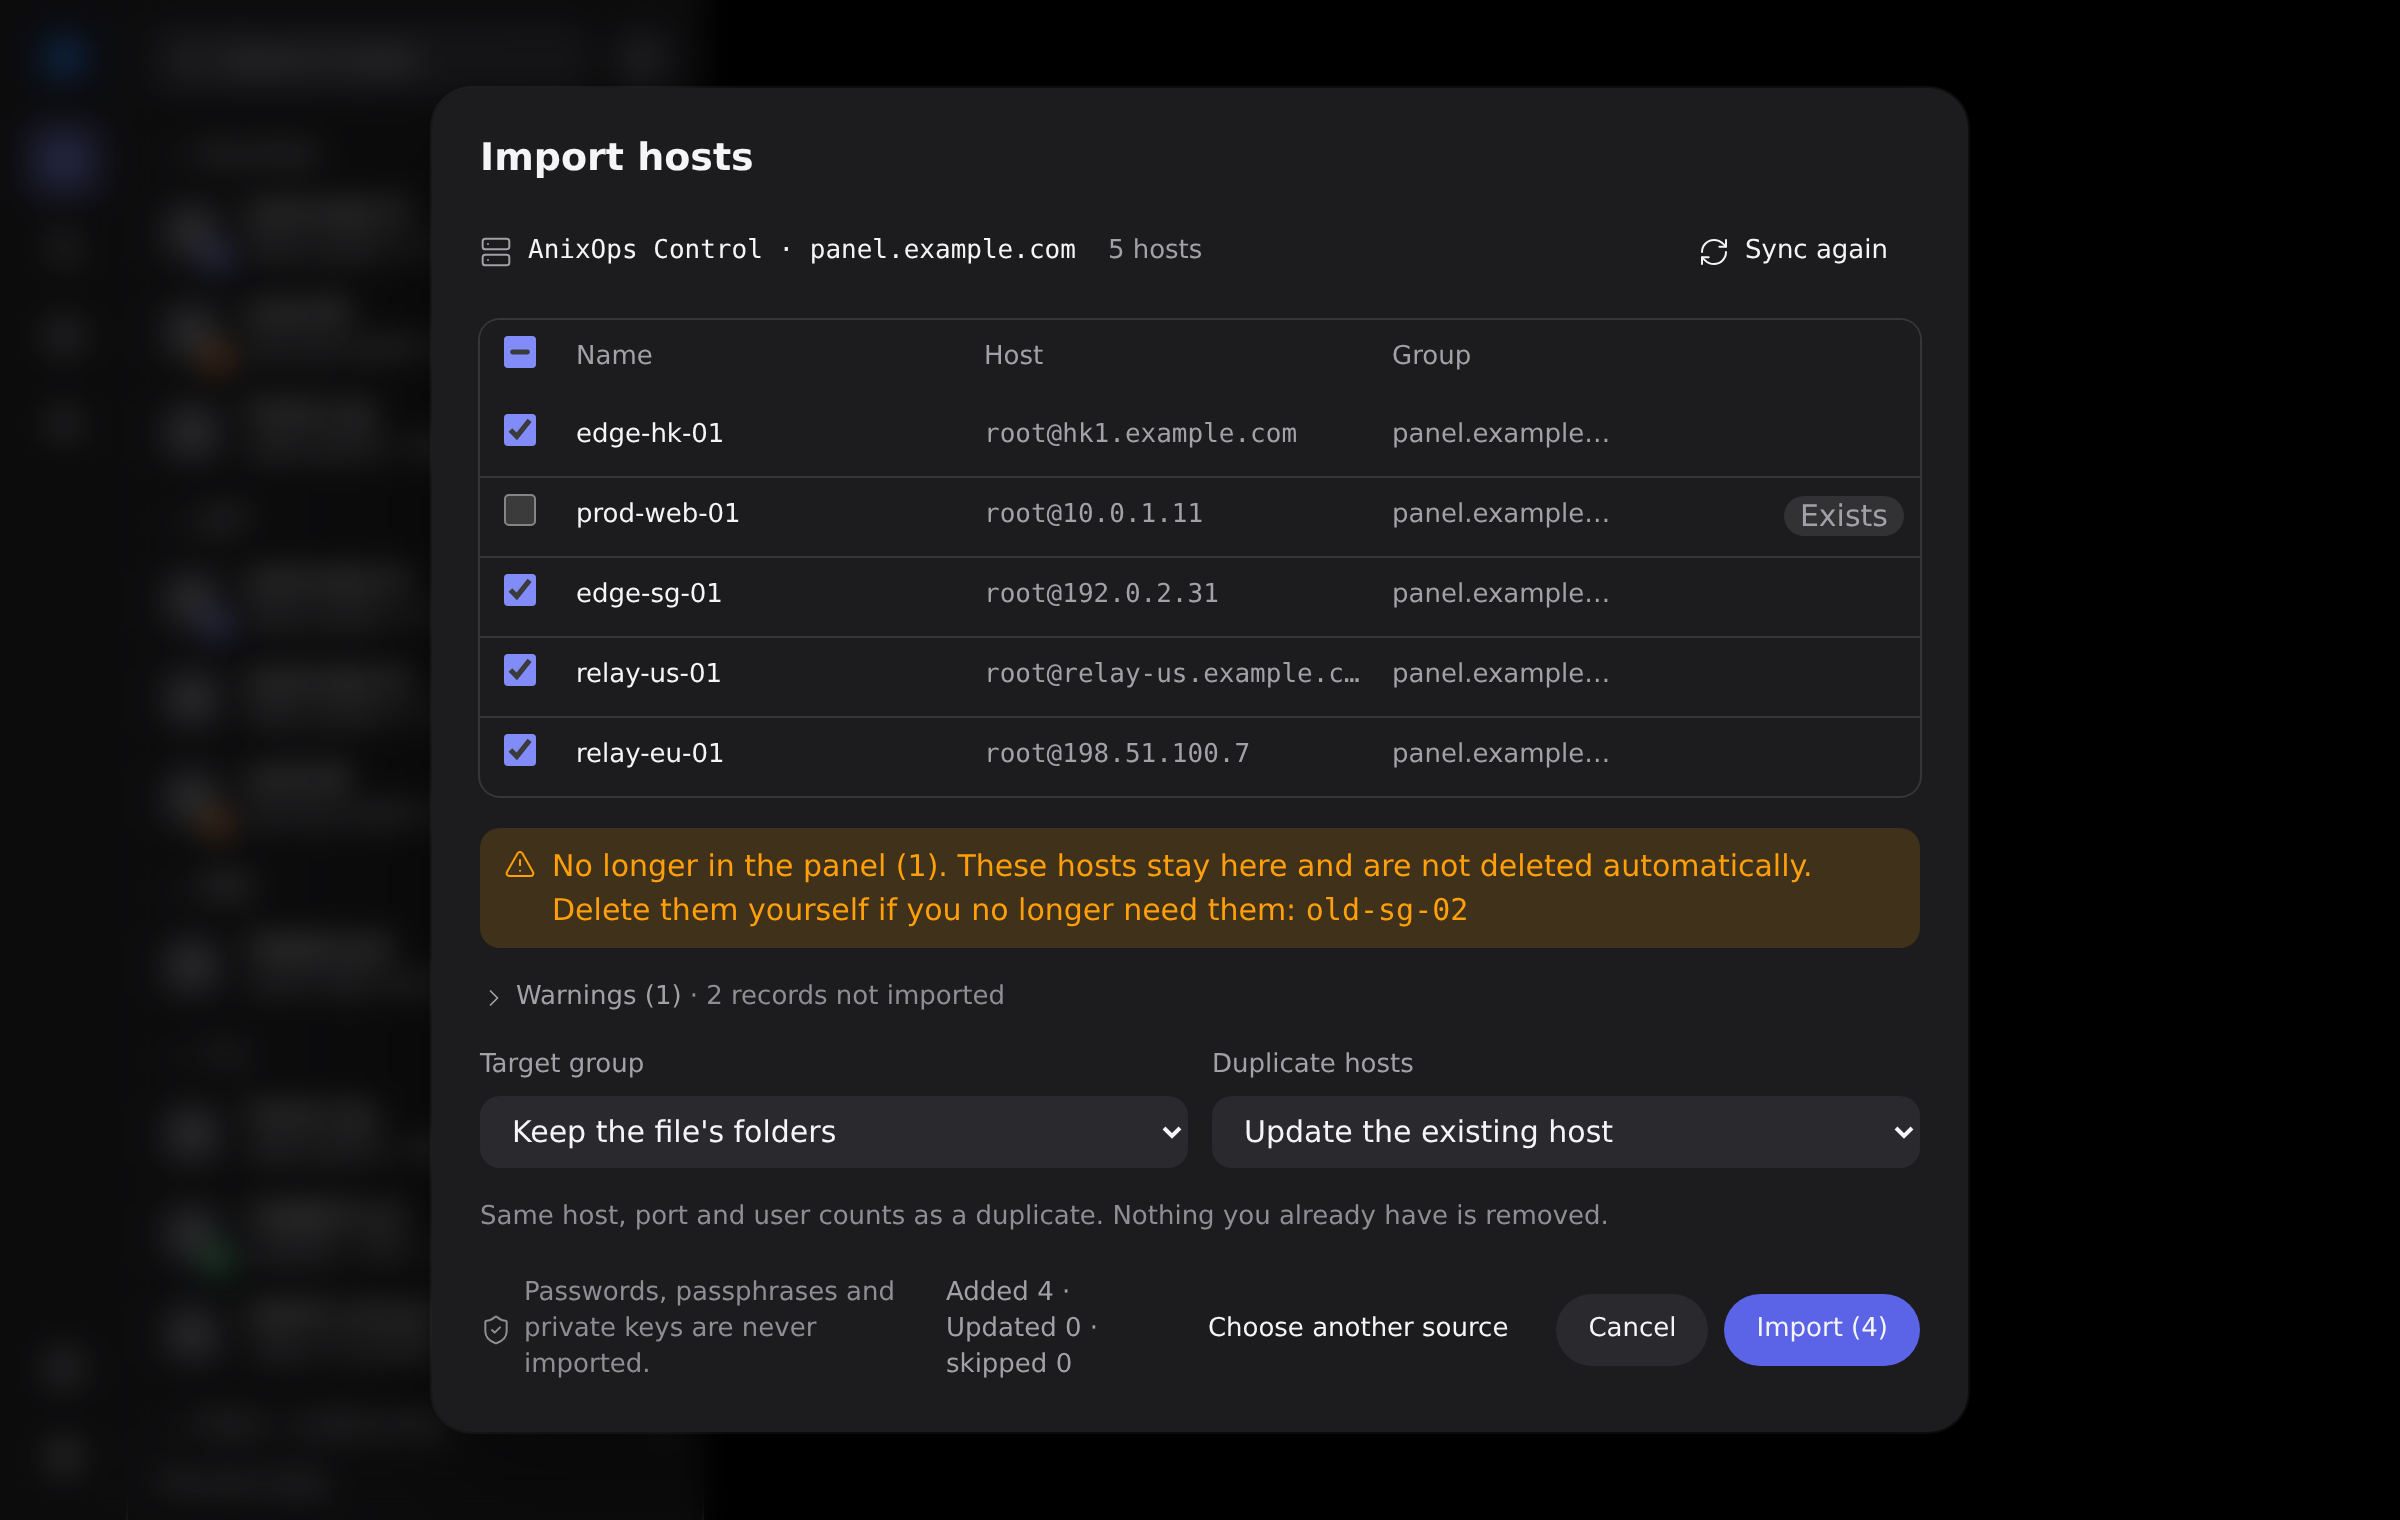 Import hosts
AnixOps Control · panel.example.com 5 hosts Sync again
Name Host Group
edge-hk-01 root@hk1.example.com panel.example…
prod-web-01 root@10.0.1.11 panel.example… Exists
edge-sg-01 root@192.0.2.31 panel.example…
relay-us-01 root@relay-us.example.c… panel.example…
relay-eu-01 root@198.51.100.7 panel.example…
No longer in the panel (1). These hosts stay here and are not deleted automatically.
Delete them yourself if you no longer need them: old-sg-02
Warnings (1) · 2 records not imported
Target group Duplicate hosts
Keep the file's folders Update the existing host
Same host, port and user counts as a duplicate. Nothing you already have is removed.
Passwords, passphrases and
private keys are never
imported.
Added 4 ·
Updated 0 ·
skipped 0
Choose another source Cancel Import (4)